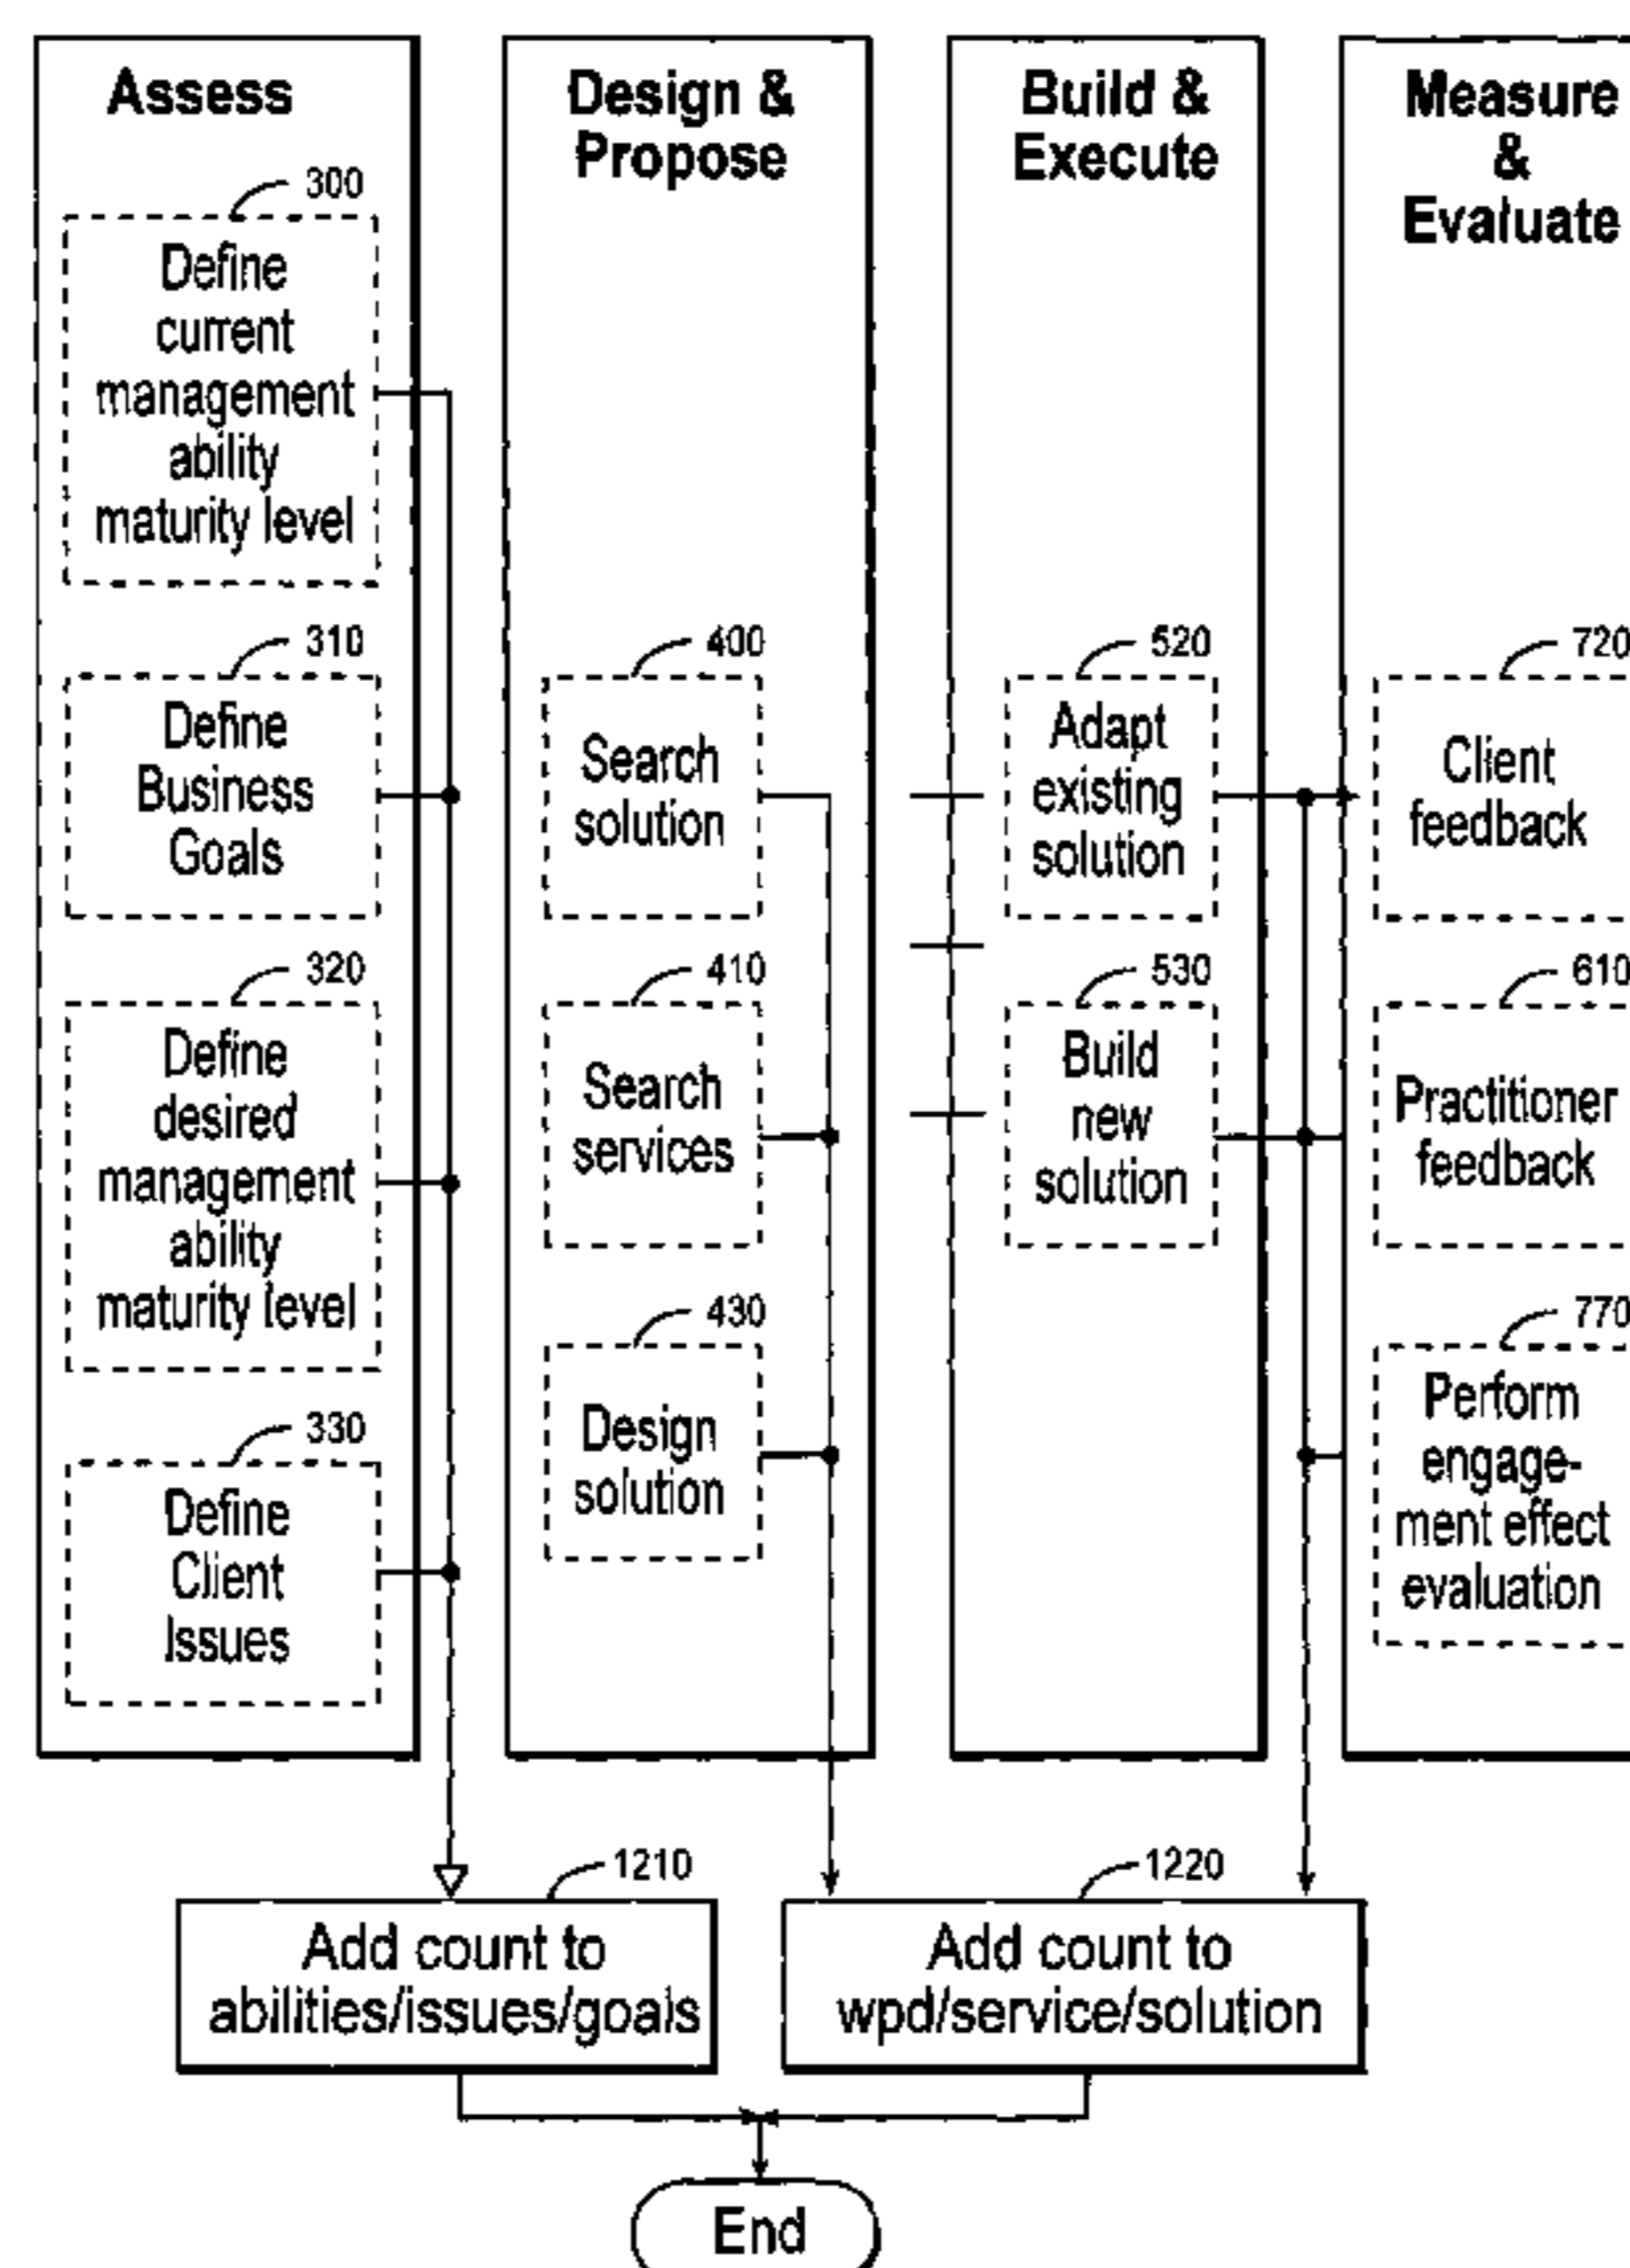 Assess
300
Define
current
management
ability
maturity level
310
Define
Business
Goals
320
Define
desired
management
ability
maturity level
330
Define
Client
Issues
Design &
Propose
400
Search
solution
410
Search
services
430
Design
solution
Build &
Execute
520
Adapt
existing
solution
530
Build
new
solution
Measure
&
Evaluate
720
Client
feedback
610
Practitioner
feedback
770
Perform
engage-
ment effect
evaluation
1210
Add count to
abilities/issues/goals
1220
Add count to
wpd/service/solution
End